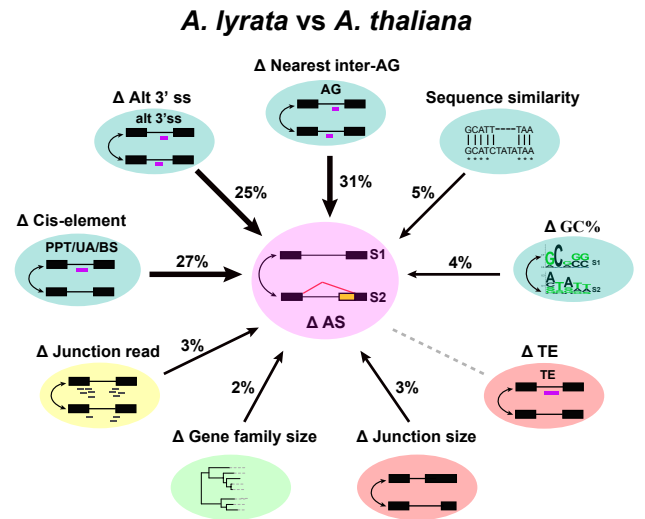 A. lyrata vs A. thaliana
Δ Nearest inter-AG
AG
Δ Alt 3' ss
alt 3'ss
Sequence similarity
GCATT----TAA
GCATCTATATAA
**** ***
25%
31%
5%
Δ Cis-element
PPT/UA/BS
27%
S1
S2
Δ AS
Δ GC%
S1
S2
4%
Δ Junction read
3%
2%
3%
Δ TE
TE
Δ Gene family size
Δ Junction size